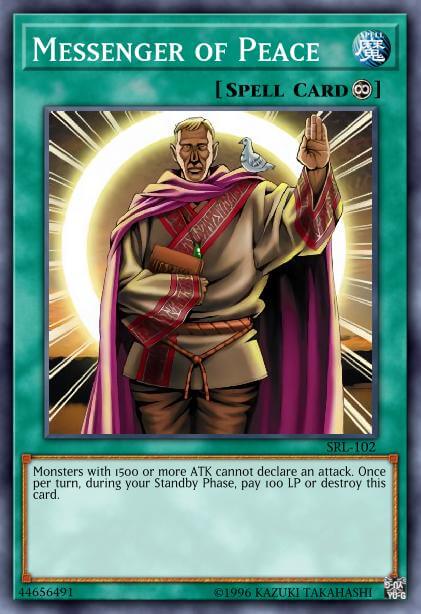 MESSENGER OF PEACE
SPELL
魔
[SPELL CARD]
SRL-102
Monsters with 1500 or more ATK cannot declare an attack. Once
per turn, during your Standby Phase, pay 100 LP or destroy this
card.
44656491
©1996 KAZUKI TAKAHASHI